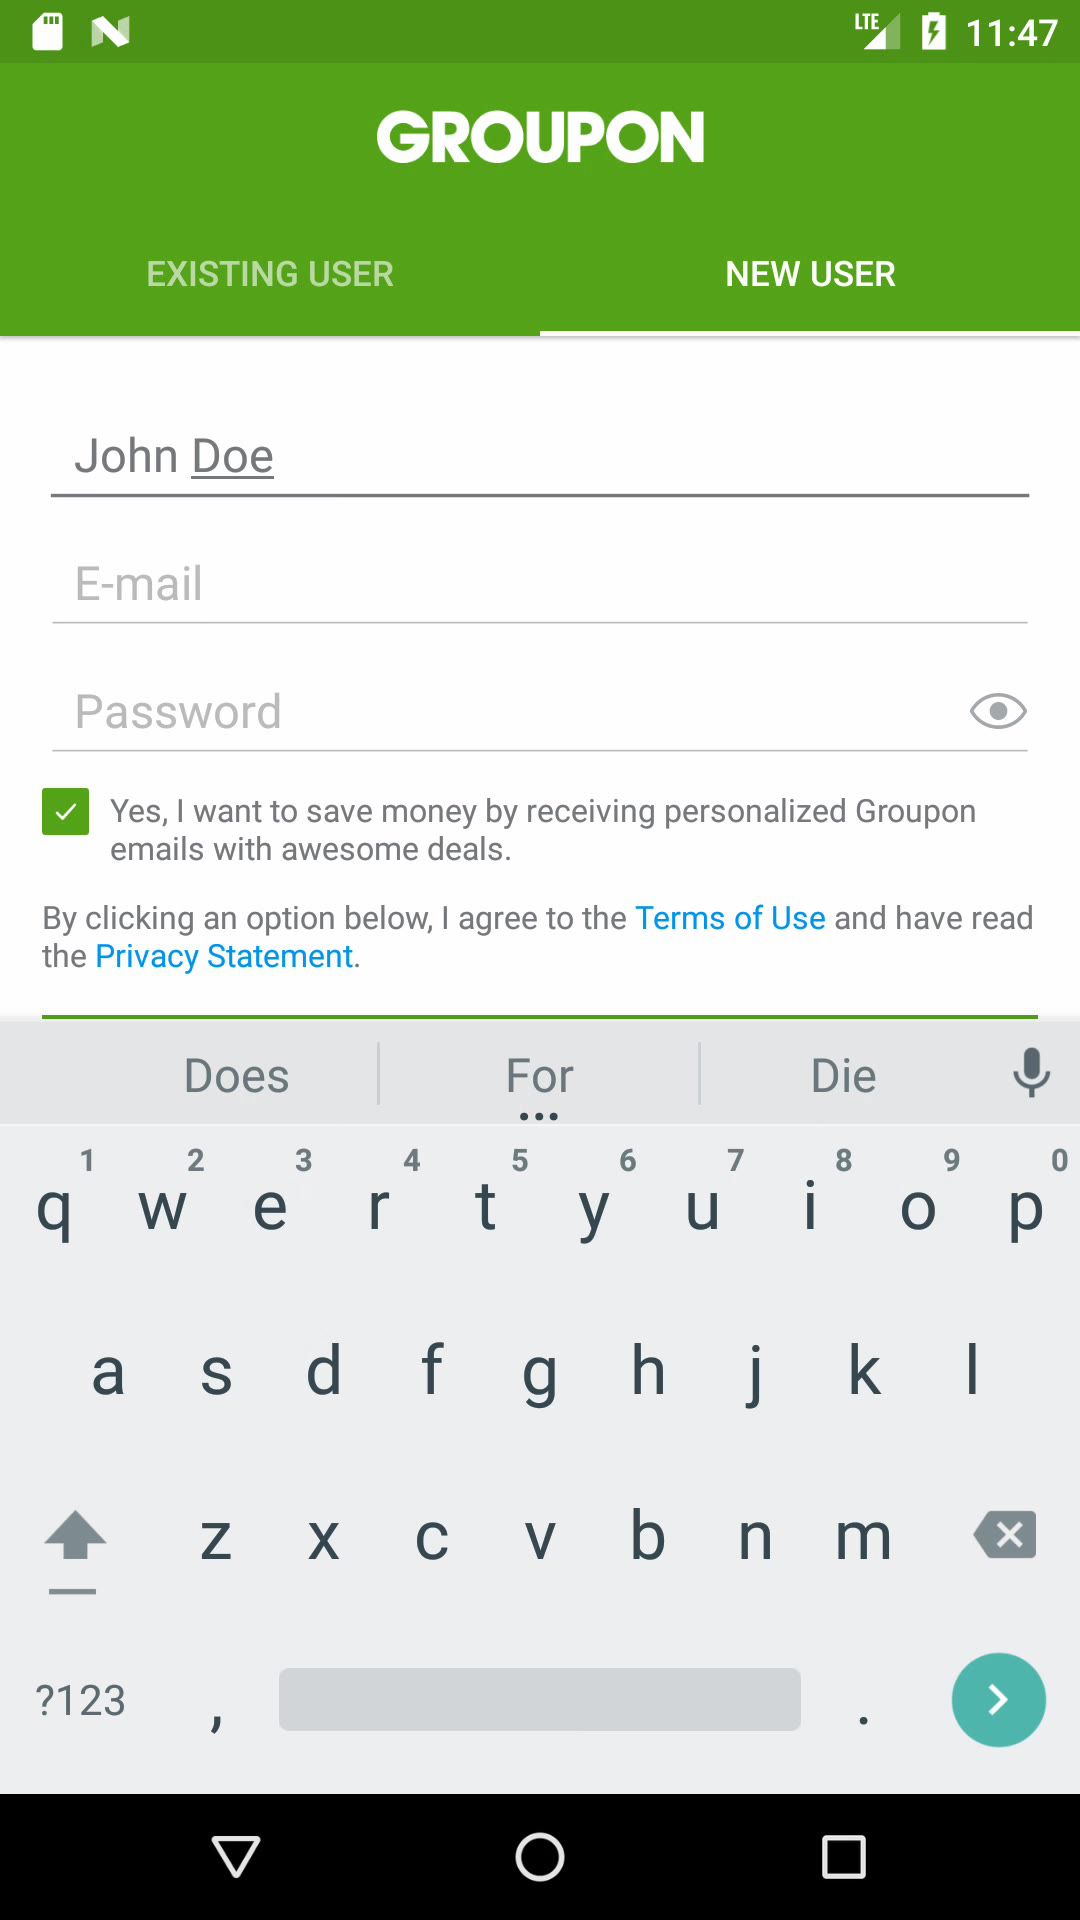 LTE 11:47
GROUPON
EXISTING USER NEW USER
John Doe
E-mail
Password
Yes, I want to save money by receiving personalized Groupon
emails with awesome deals.
By clicking an option below, I agree to the Terms of Use and have read
the Privacy Statement.
Does For Die
1 2 3 4 5 6 7 8 9 0
q w e r t y u i o p
a s d f g h j k l
z x c v b n m
?123 , .